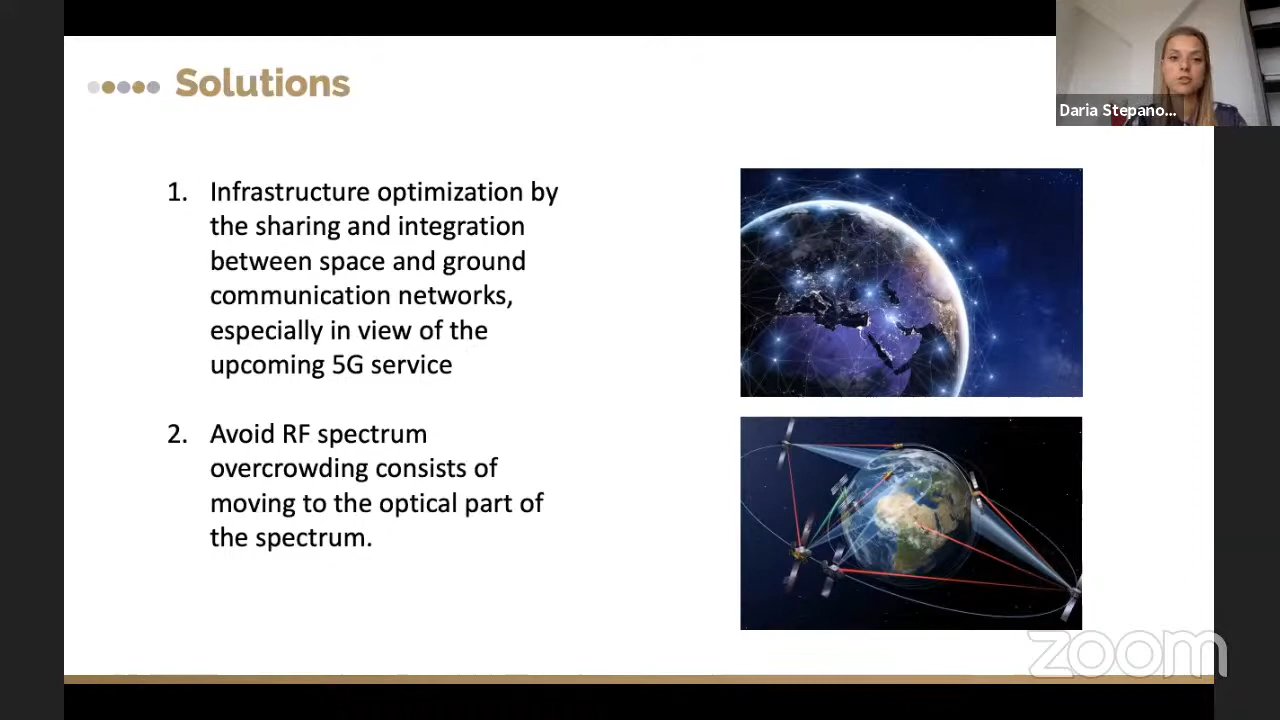 Solutions
Daria Stepano...
1. Infrastructure optimization by
the sharing and integration
between space and ground
communication networks,
especially in view of the
upcoming 5G service
2. Avoid RF spectrum
overcrowding consists of
moving to the optical part of
the spectrum.
zoom